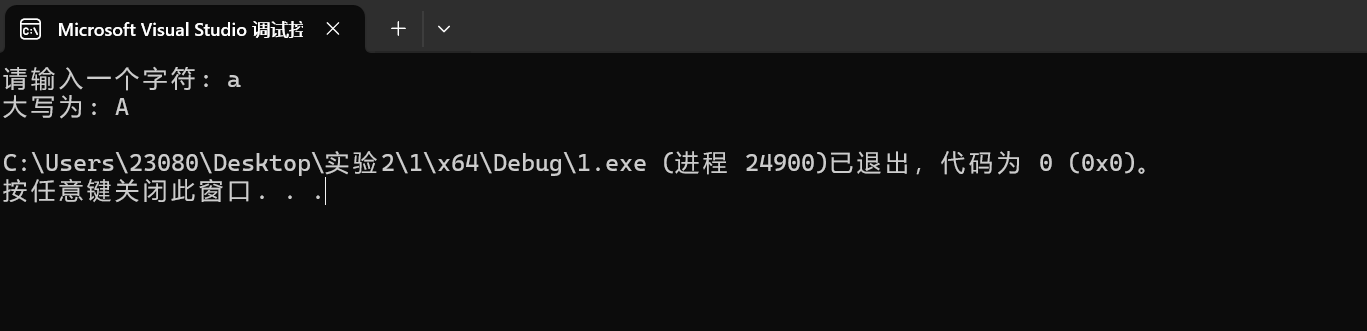 Microsoft Visual Studio 调试控
请输入一个字符: a
大写为: A
C:\Users\23080\Desktop\实验2\1\x64\Debug\1.exe (进程 24900)已退出，代码为 0 (0x0)。
按任意键关闭此窗口. . .